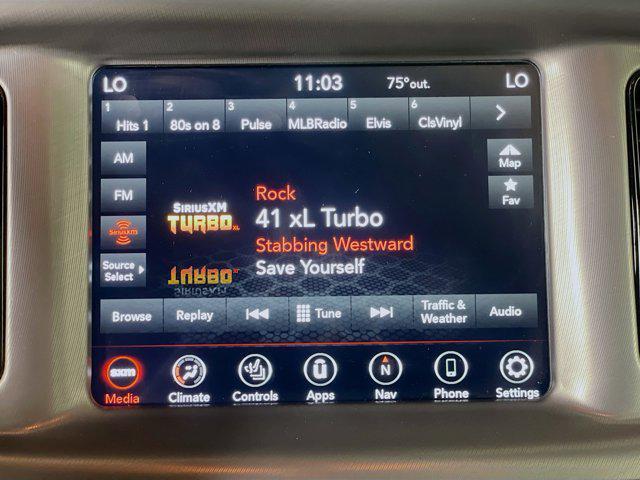 LO 11:03 75°out. LO
1 Hits 1 2 80s on 8 3 Pulse 4 MLBRadio 5 Elvis 6 ClsVinyl
AM
Map
FM
Fav
SiriusXM
Source Select
SIRIUSXM
TURBO XL
Rock
41 xL Turbo
Stabbing Westward
Save Yourself
Browse Replay Tune Traffic & Weather Audio
sxm N
Media Climate Controls Apps Nav Phone Settings